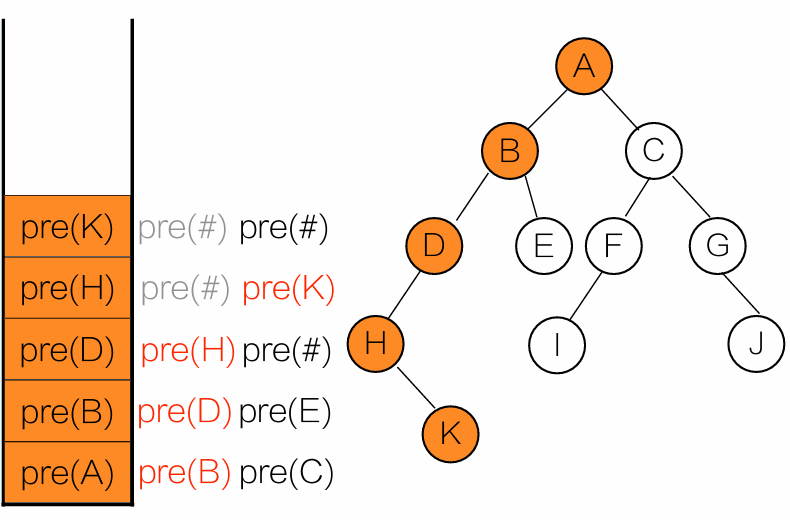 A
B
C
pre(K) pre(#) pre(#)
D
E
F
G
pre(H) pre(#) pre(K)
pre(D) pre(H) pre(#)
H
I
J
pre(B) pre(D) pre(E)
K
pre(A) pre(B) pre(C)